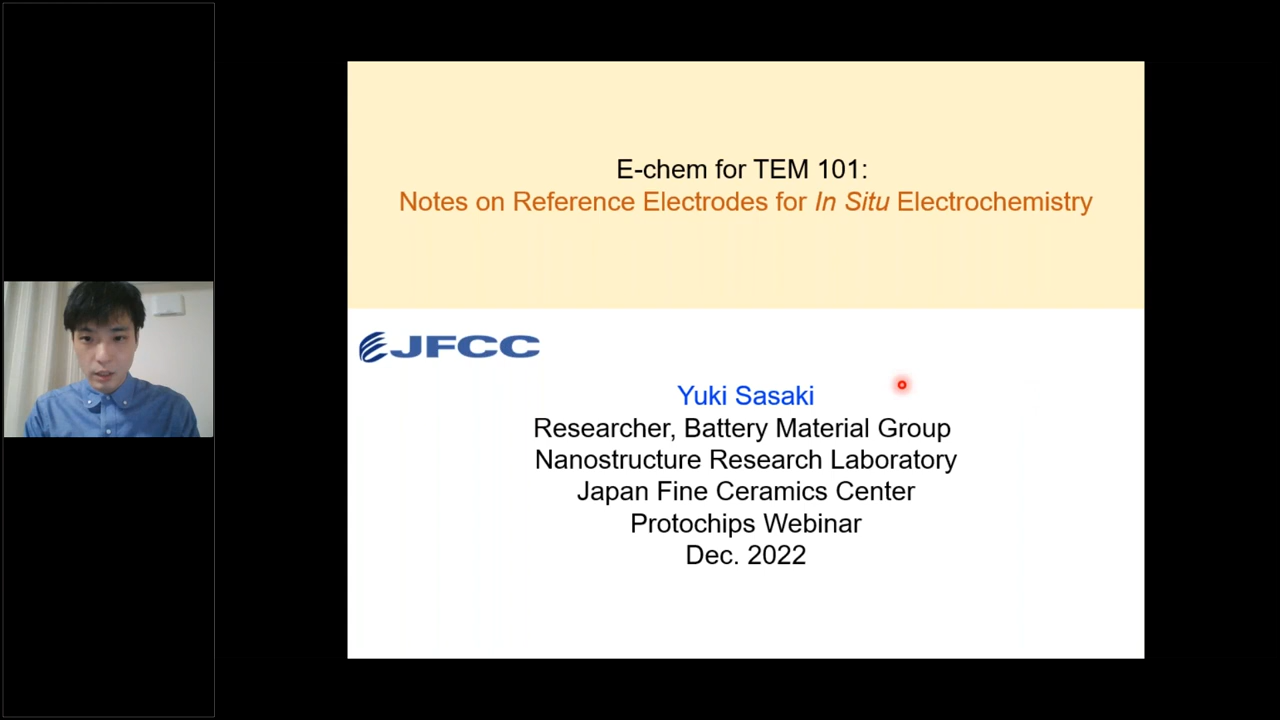 E-chem for TEM 101:
Notes on Reference Electrodes for In Situ Electrochemistry
JFCC
Yuki Sasaki
Researcher, Battery Material Group
Nanostructure Research Laboratory
Japan Fine Ceramics Center
Protochips Webinar
Dec. 2022